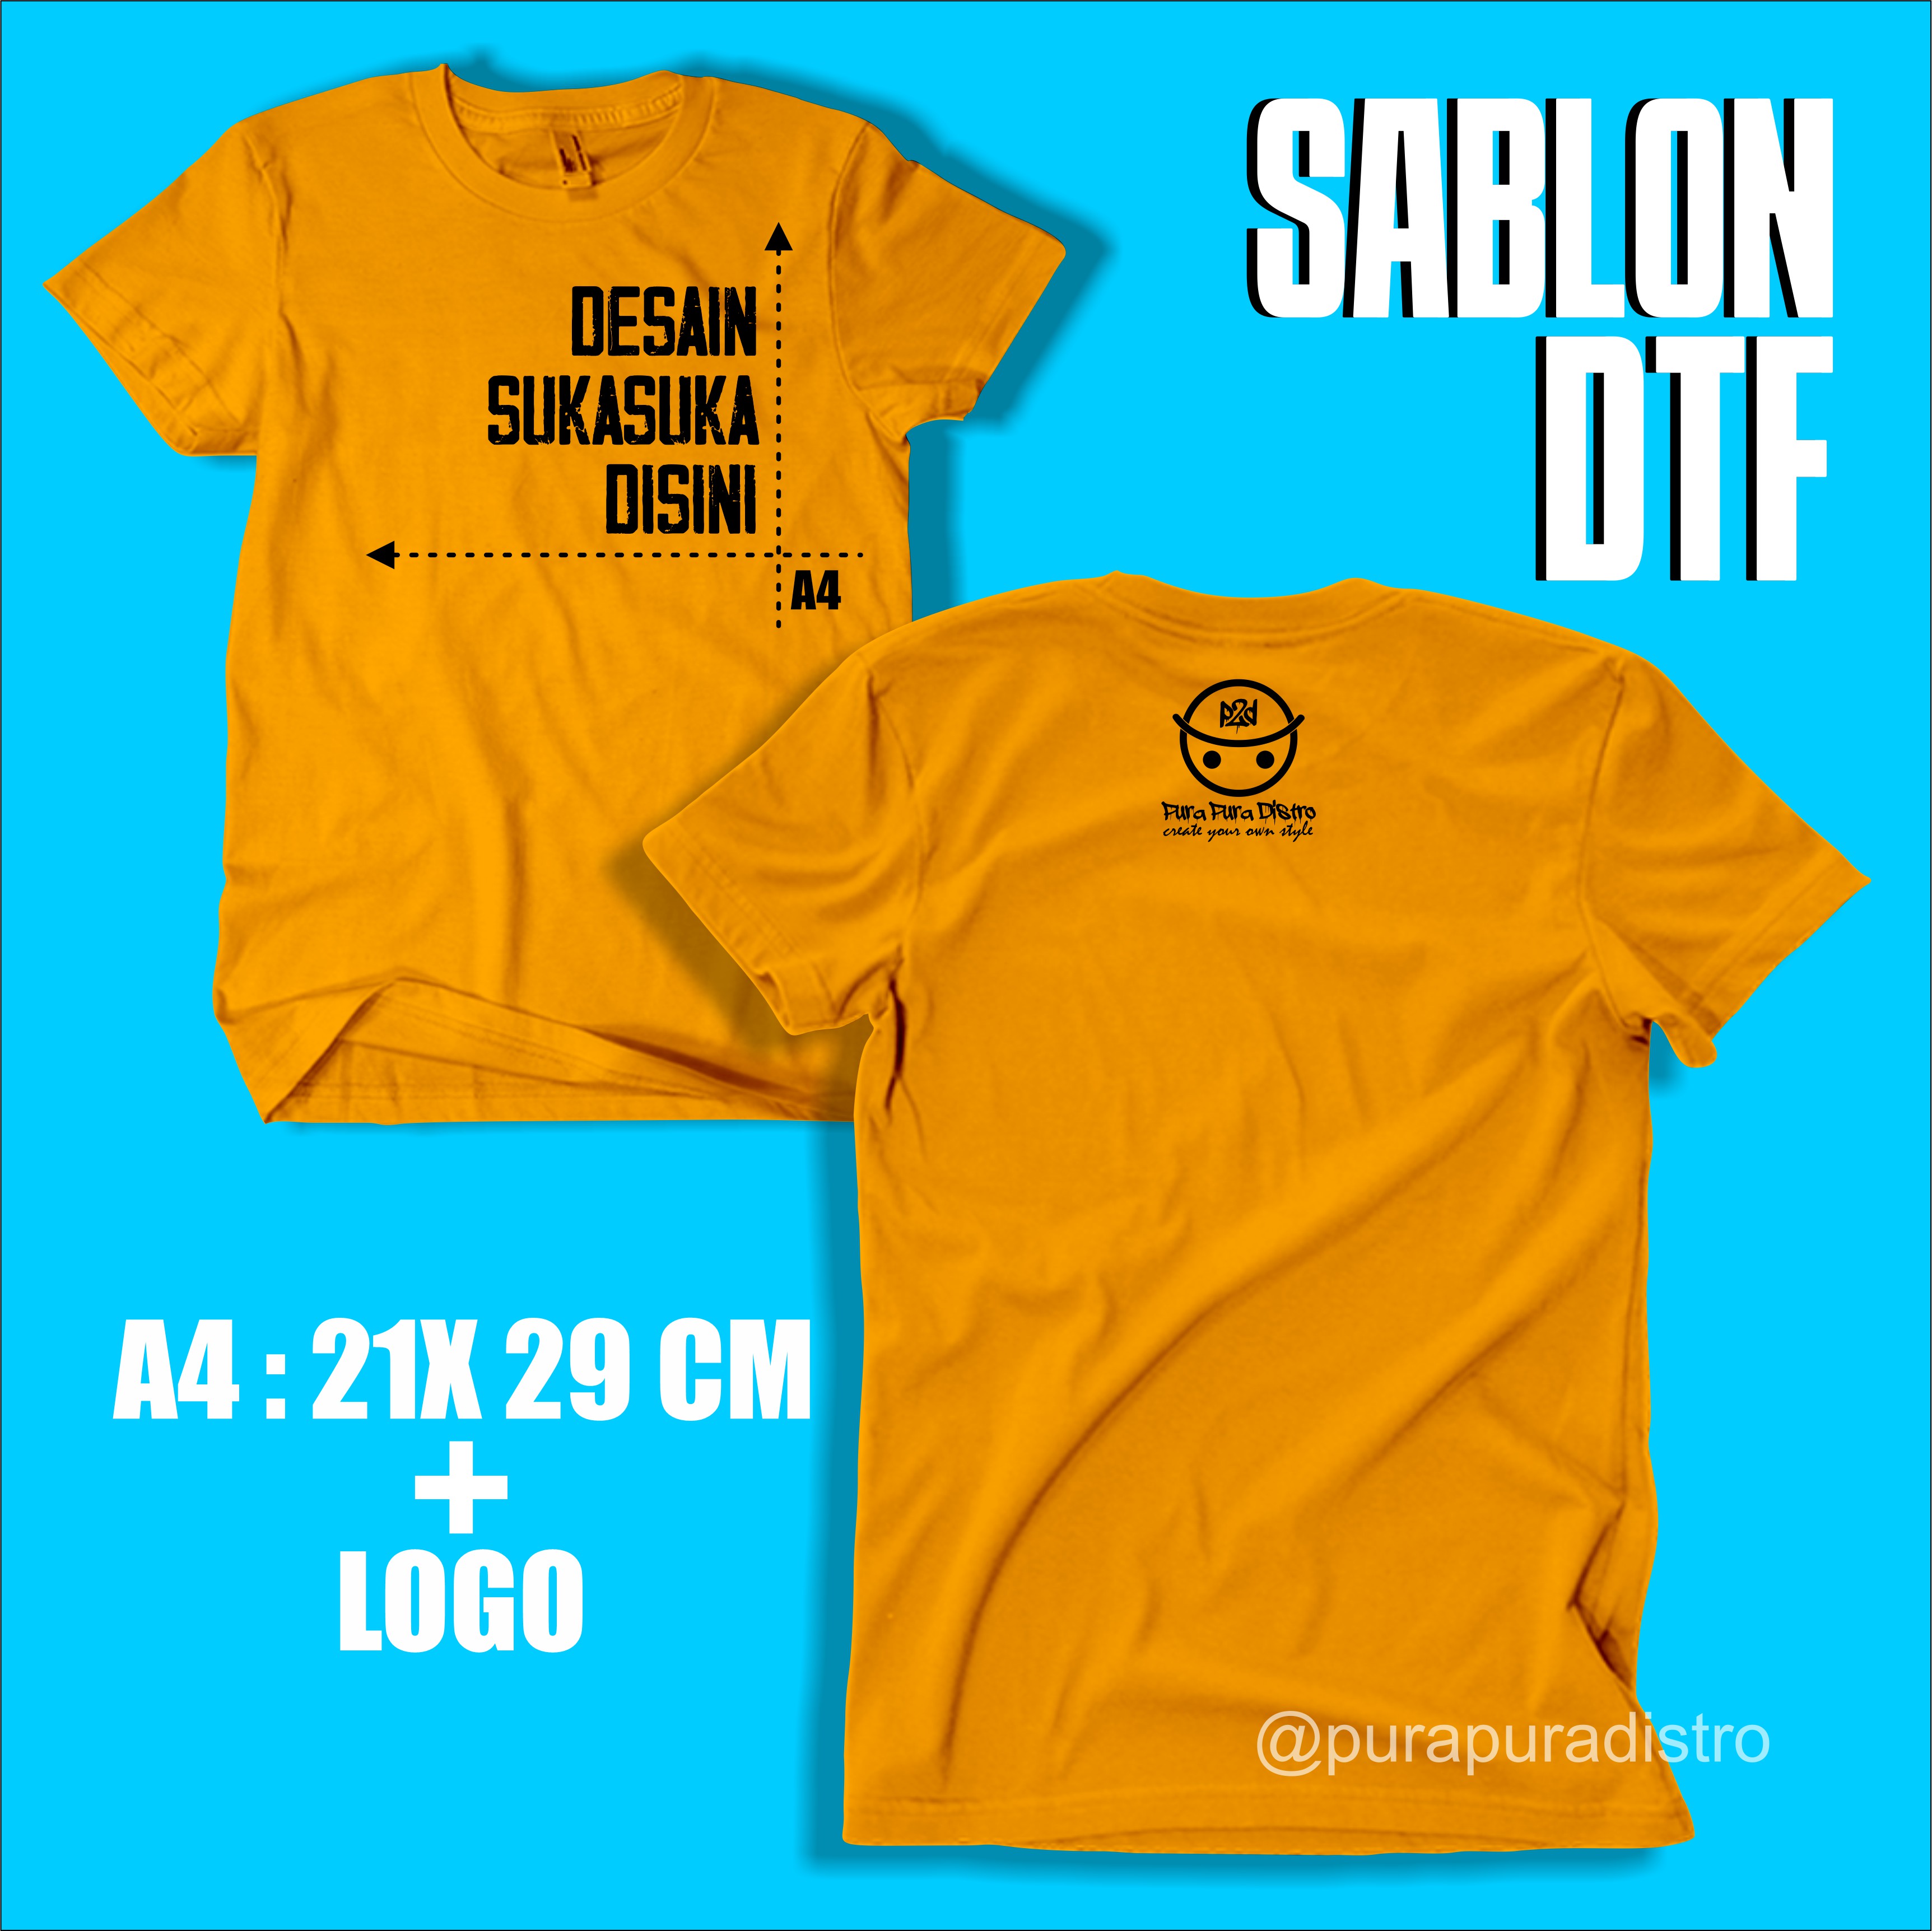 SABLON
DTF
DESAIN
SUKASUKA
DISINI
A4
p2d
Pura Pura Distro
create your own style
A4 : 21X 29 CM
+
LOGO
@purapuradistro